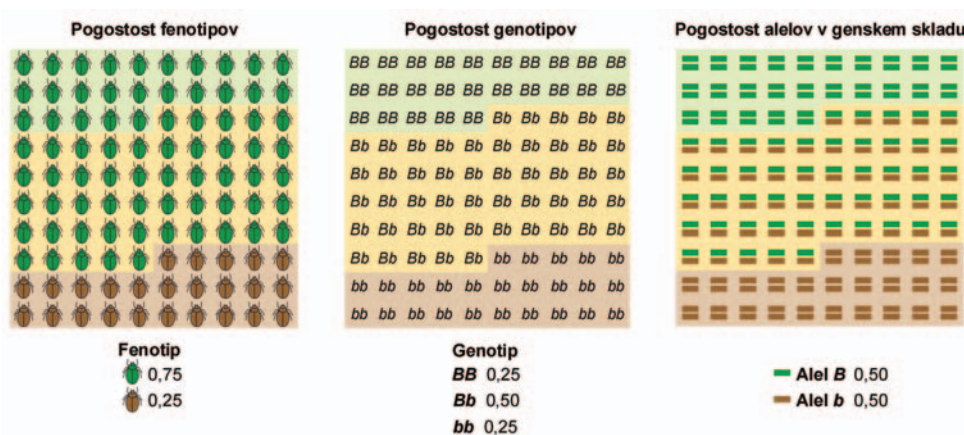 Pogostost fenotipov
Pogostost genotipov
Pogostost alelov v genskem skladu
BB BB BB BB BB BB BB BB BB BB
BB BB BB BB BB BB BB BB BB BB
BB BB BB BB BB Bb Bb Bb Bb Bb
Bb Bb Bb Bb Bb Bb Bb Bb Bb Bb
Bb Bb Bb Bb Bb Bb Bb Bb Bb Bb
Bb Bb Bb Bb Bb Bb Bb Bb Bb Bb
Bb Bb Bb Bb Bb Bb Bb Bb Bb Bb
Bb Bb Bb Bb Bb bb bb bb bb bb
bb bb bb bb bb bb bb bb bb bb
bb bb bb bb bb bb bb bb bb bb
Fenotip
0,75
0,25
Genotip
BB 0,25
Bb 0,50
bb 0,25
Alel B 0,50
Alel b 0,50